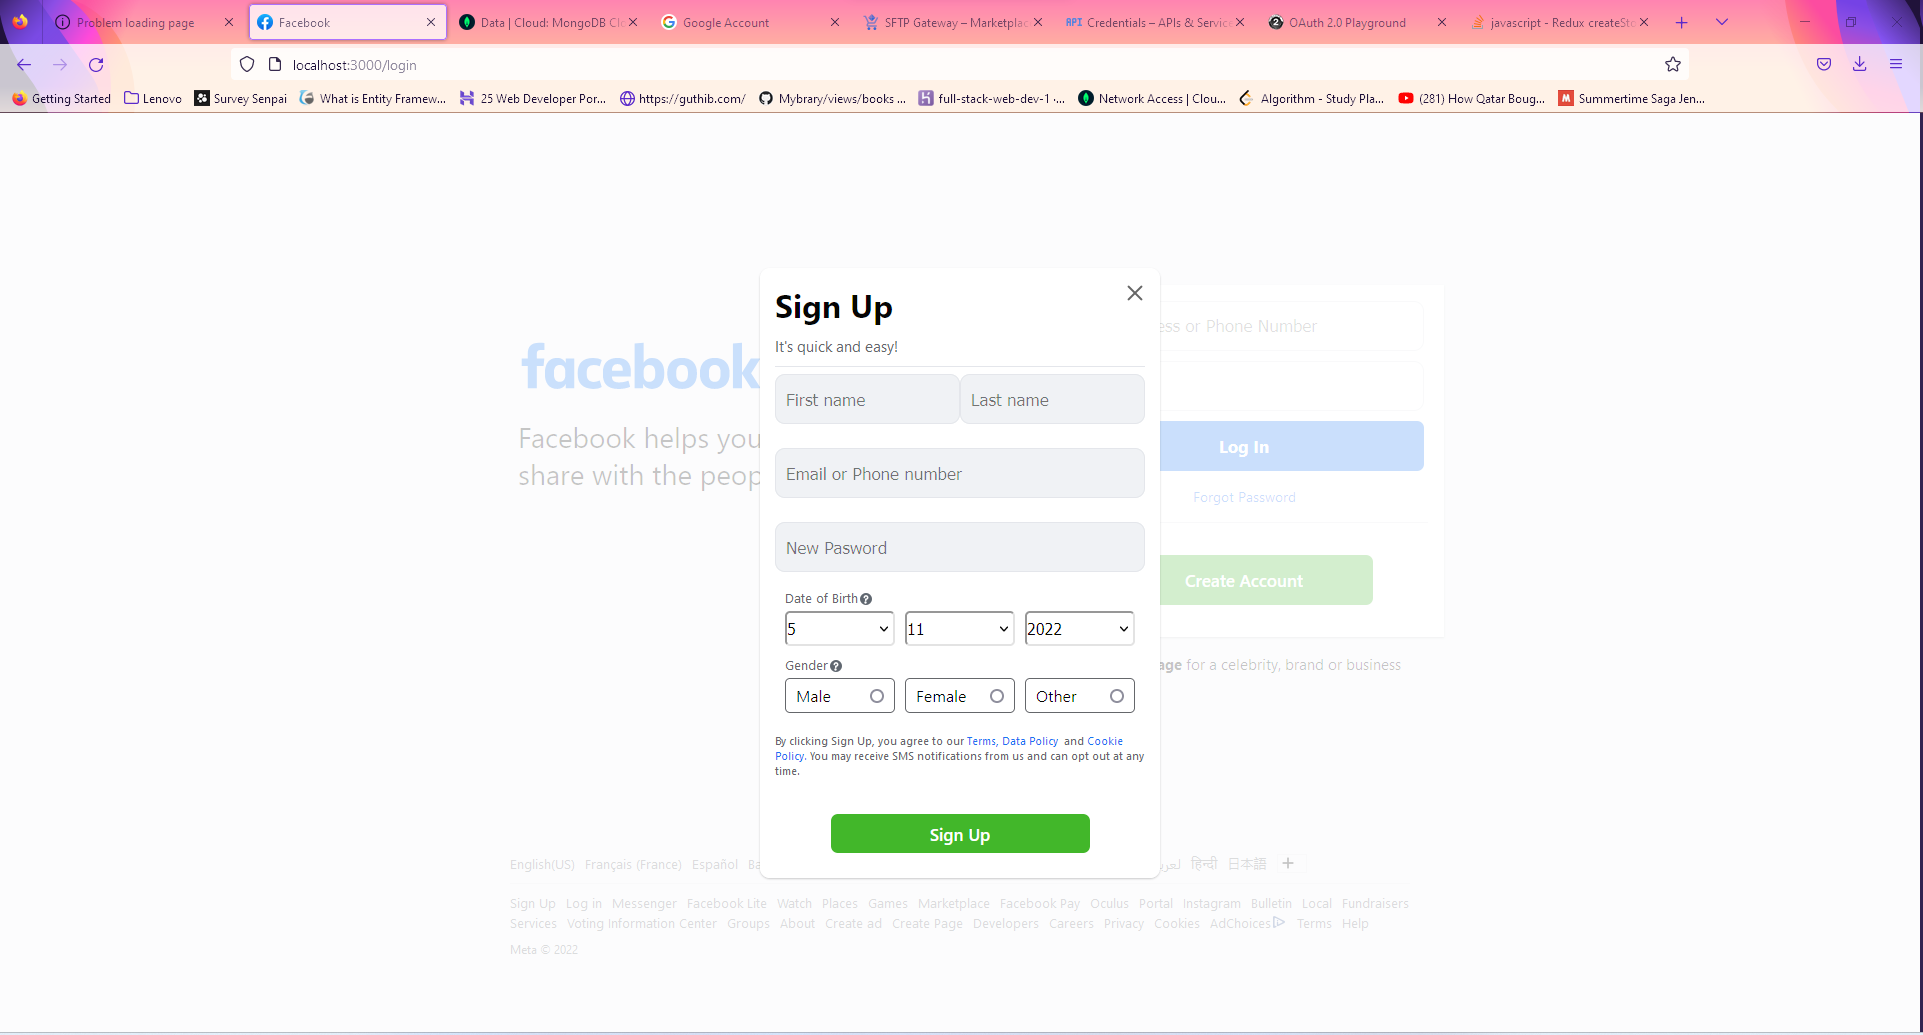 Problem loading page
Facebook
Data | Cloud: MongoDB Clo
Google Account
SFTP Gateway – Marketplac
API Credentials – APIs & Service
OAuth 2.0 Playground
javascript - Redux createSto
localhost:3000/login
Getting Started
Lenovo
Survey Senpai
What is Entity Framew...
25 Web Developer Por...
https://guthib.com/
Mybrary/views/books ...
full-stack-web-dev-1 ·...
Network Access | Clou...
Algorithm - Study Pla...
(281) How Qatar Boug...
Summertime Saga Jen...
facebook
Facebook helps you
share with the peop
Sign Up
It's quick and easy!
First name
Last name
Email or Phone number
New Pasword
Date of Birth
5
11
2022
Gender
Male
Female
Other
By clicking Sign Up, you agree to our Terms, Data Policy and Cookie
Policy. You may receive SMS notifications from us and can opt out at any
time.
Sign Up
ess or Phone Number
Log In
Forgot Password
Create Account
age for a celebrity, brand or business
English(US) Français (France) Español Ba
हिन्दी 日本語
Sign Up Log in Messenger Facebook Lite Watch Places Games Marketplace Facebook Pay Oculus Portal Instagram Bulletin Local Fundraisers
Services Voting Information Center Groups About Create ad Create Page Developers Careers Privacy Cookies AdChoices Terms Help
Meta © 2022